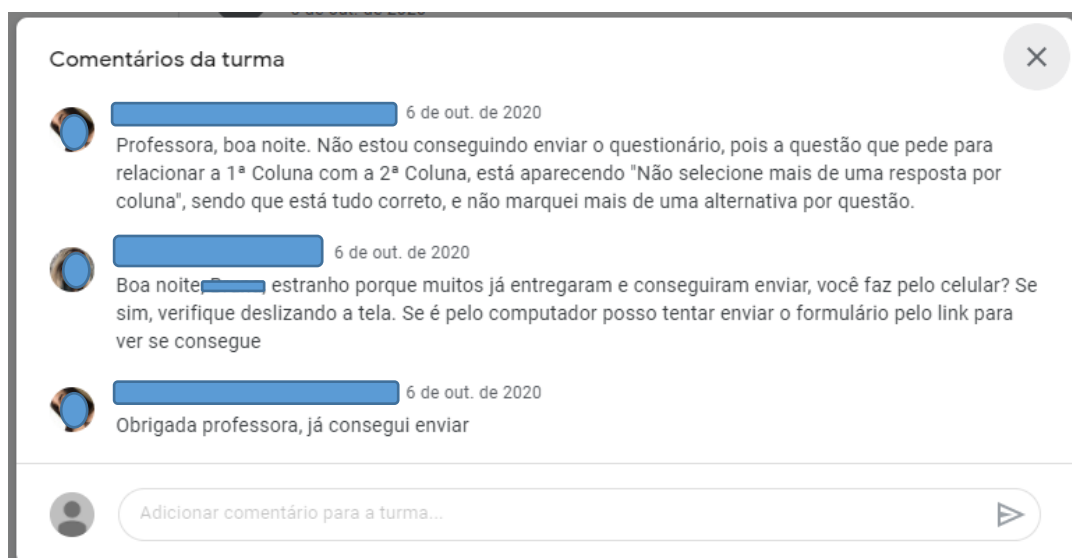 Comentários da turma
6 de out. de 2020
Professora, boa noite. Não estou conseguindo enviar o questionário, pois a questão que pede para
relacionar a 1ª Coluna com a 2ª Coluna, está aparecendo "Não selecione mais de uma resposta por
coluna", sendo que está tudo correto, e não marquei mais de uma alternativa por questão.
6 de out. de 2020
Boa noite, estranho porque muitos já entregaram e conseguiram enviar, você faz pelo celular? Se
sim, verifique deslizando a tela. Se é pelo computador posso tentar enviar o formulário pelo link para
ver se consegue
6 de out. de 2020
Obrigada professora, já consegui enviar
Adicionar comentário para a turma...